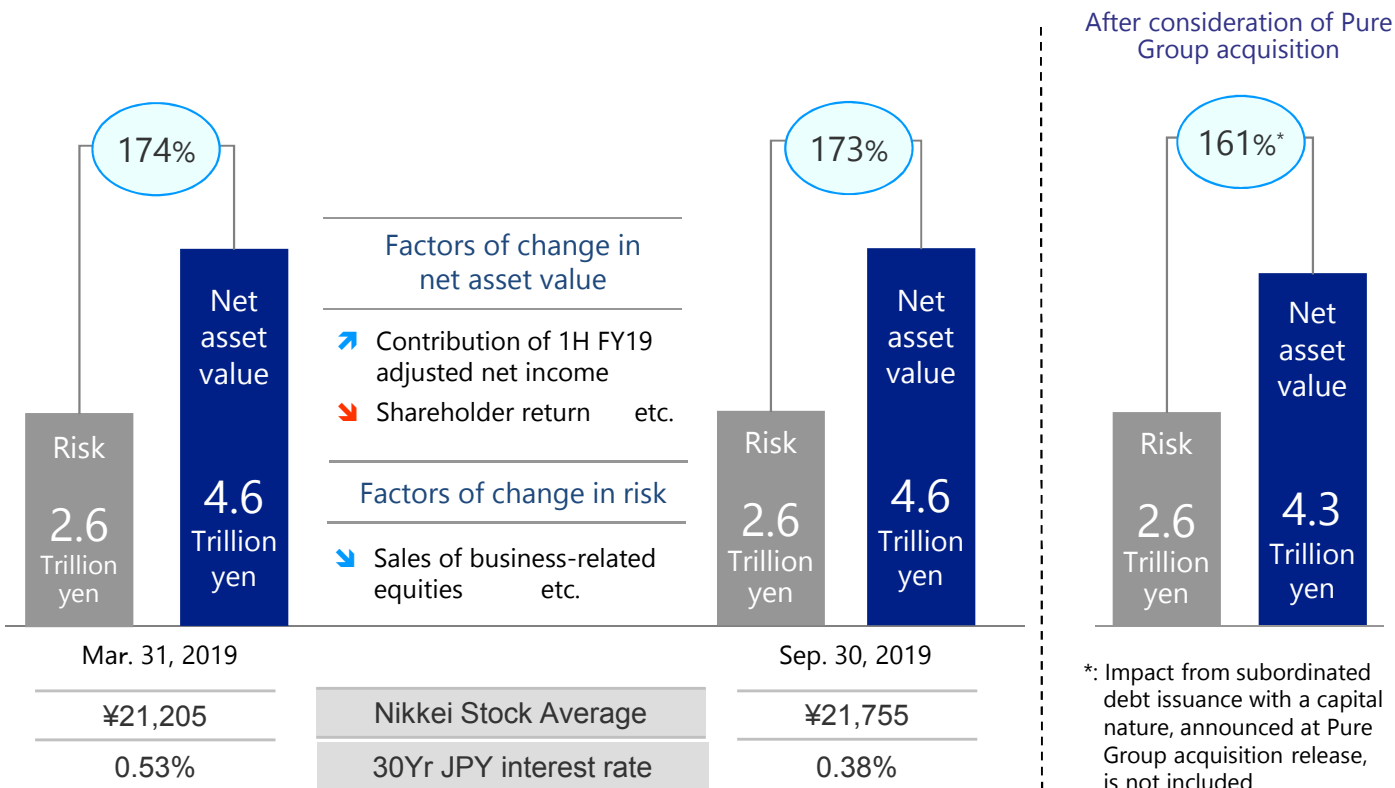 After consideration of Pure
Group acquisition
174%
173%
161%*
Factors of change in
net asset value
Contribution of 1H FY19
adjusted net income
Shareholder return etc.
Factors of change in risk
Sales of business-related
equities etc.
Risk
2.6
Trillion
yen
Net
asset
value
4.6
Trillion
yen
Risk
2.6
Trillion
yen
Net
asset
value
4.6
Trillion
yen
Risk
2.6
Trillion
yen
Net
asset
value
4.3
Trillion
yen
Mar. 31, 2019
Sep. 30, 2019
¥21,205
Nikkei Stock Average
¥21,755
0.53%
30Yr JPY interest rate
0.38%
*: Impact from subordinated
debt issuance with a capital
nature, announced at Pure
Group acquisition release,
is not included